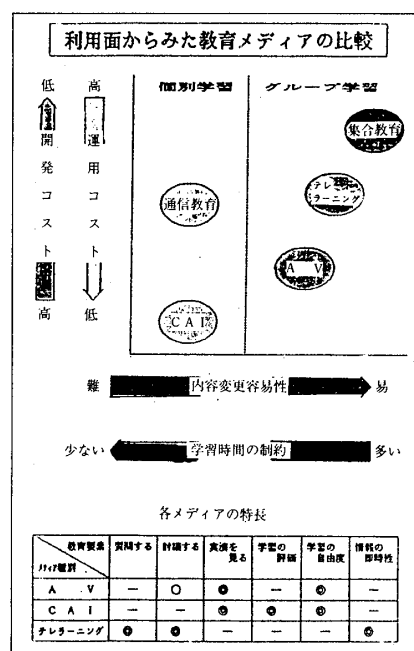 利用面からみた教育メディアの比較
低 高 個別学習 グループ学習
開発コスト
運用コスト
高 低
集合教育
テレラーニング
通信教育
A V
C A I
難 内容変更容易性 易
少ない 学習時間の制約 多い
各メディアの特長
教育要素 質問する 討議する 実演を見る 学習の評価 学習の自由度 情報の即時性
メディア種別
A V － ○ ◎ － ◎ －
C A I － － ◎ ◎ ◎ －
テレラーニング ◎ ◎ － － － ◎